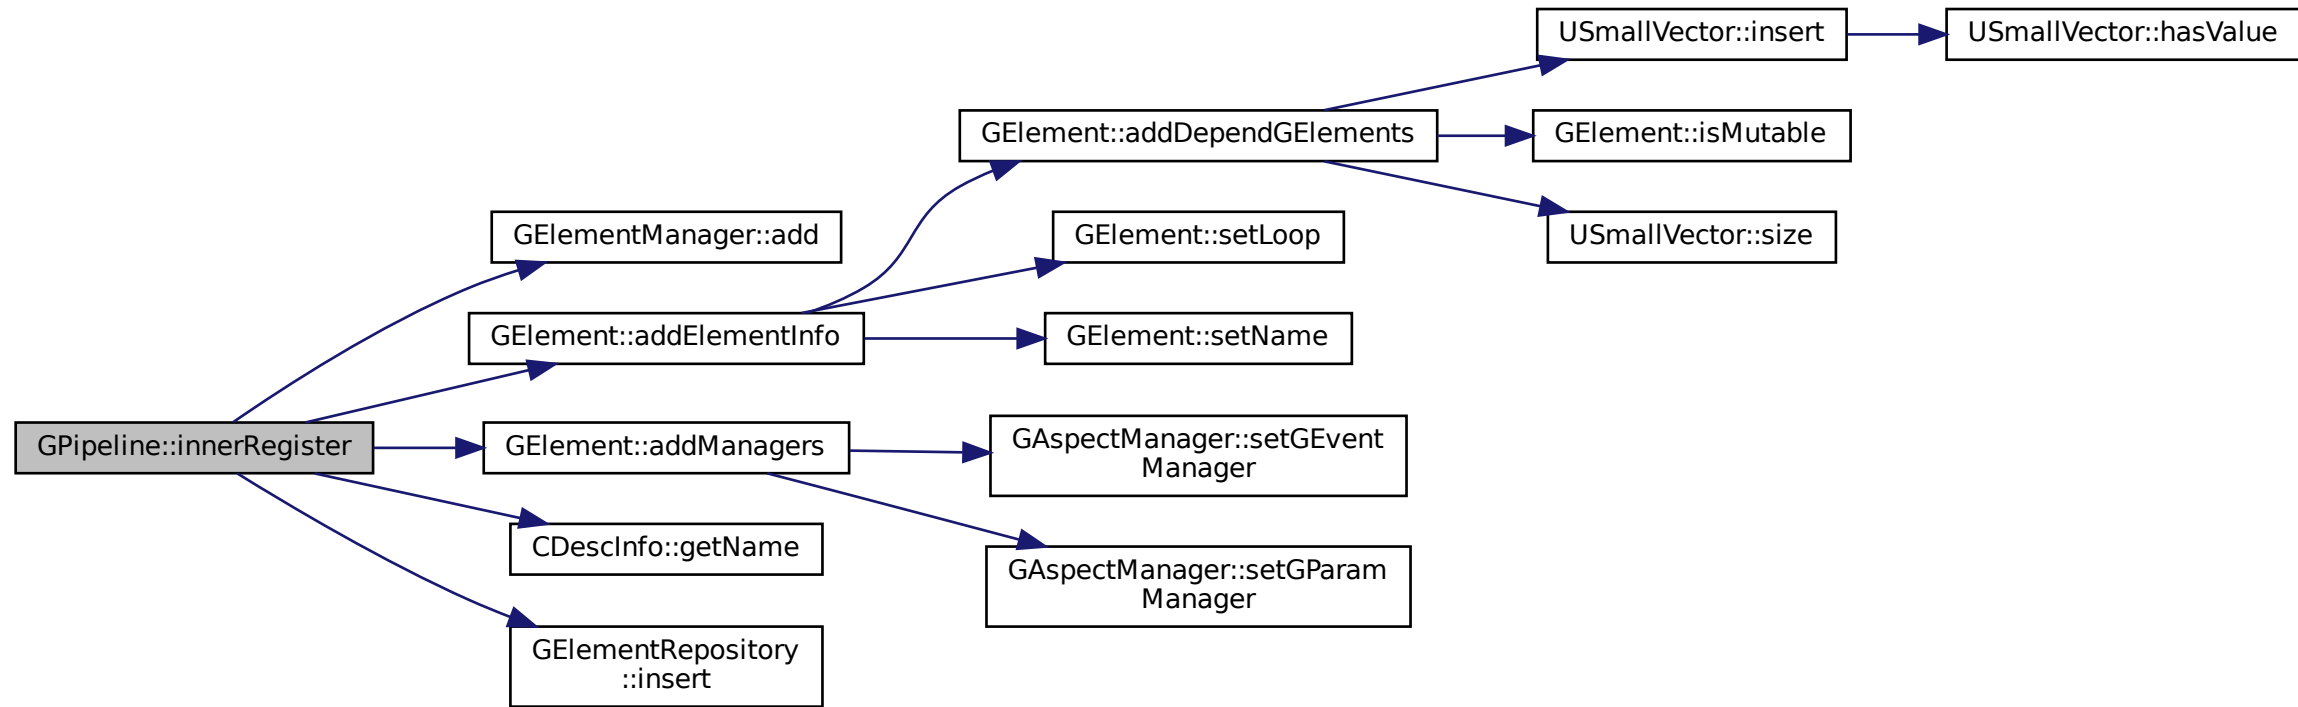 USmallVector::insert
USmallVector::hasValue
GElement::addDependGElements
GElement::isMutable
GElementManager::add
GElement::setLoop
USmallVector::size
GElement::addElementInfo
GElement::setName
GPipeline::innerRegister
GElement::addManagers
GAspectManager::setGEvent
Manager
CDescInfo::getName
GAspectManager::setGParam
Manager
GElementRepository
::insert